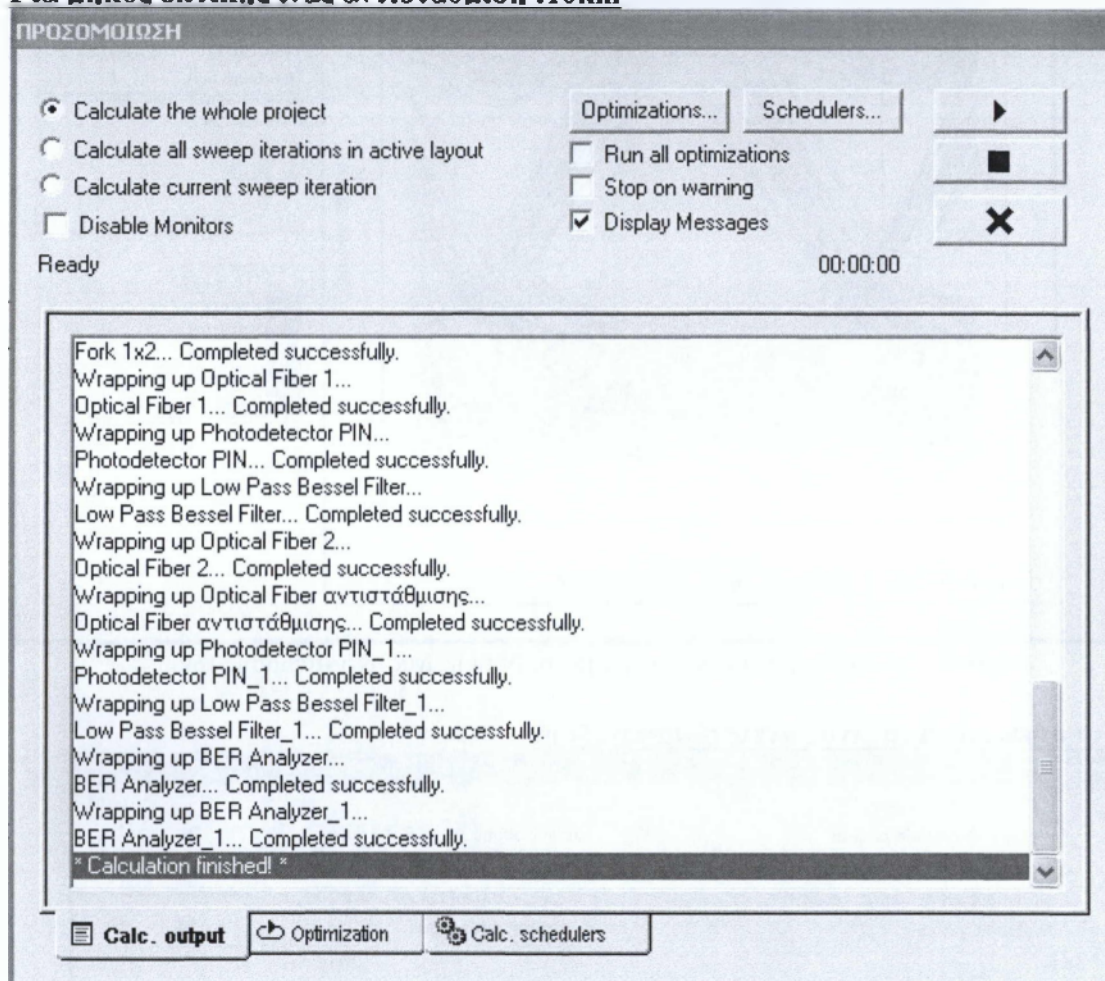 ΠΡΟΣΟΜΟΙΩΣΗ
Calculate the whole project
Calculate all sweep iterations in active layout
Calculate current sweep iteration
Disable Monitors
Optimizations...
Schedulers...
Run all optimizations
Stop on warning
Display Messages
Ready
00:00:00
Fork 1x2... Completed successfully.
Wrapping up Optical Fiber 1...
Optical Fiber 1... Completed successfully.
Wrapping up Photodetector PIN...
Photodetector PIN... Completed successfully.
Wrapping up Low Pass Bessel Filter...
Low Pass Bessel Filter... Completed successfully.
Wrapping up Optical Fiber 2...
Optical Fiber 2... Completed successfully.
Wrapping up Optical Fiber αντιστάθμισης...
Optical Fiber αντιστάθμισης... Completed successfully.
Wrapping up Photodetector PIN_1...
Photodetector PIN_1... Completed successfully.
Wrapping up Low Pass Bessel Filter_1...
Low Pass Bessel Filter_1... Completed successfully.
Wrapping up BER Analyzer...
BER Analyzer... Completed successfully.
Wrapping up BER Analyzer_1...
BER Analyzer_1... Completed successfully.
* Calculation finished! *
Calc. output
Optimization
Calc. schedulers